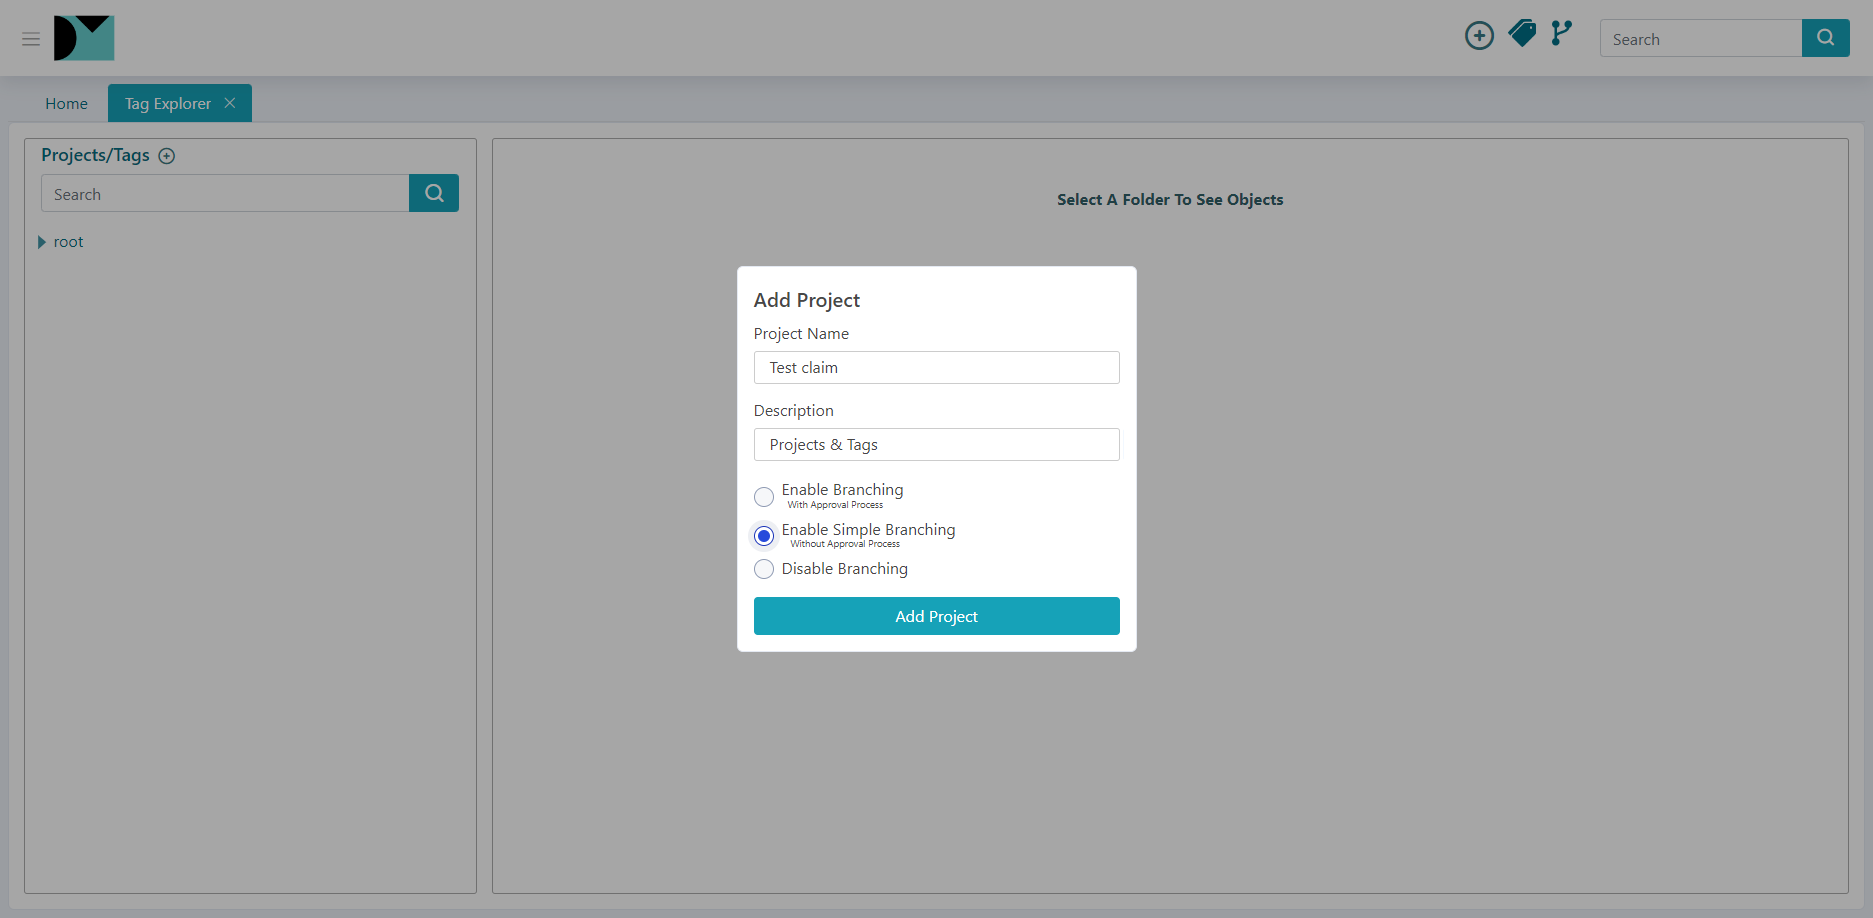 Search
Home
Tag Explorer
Projects/Tags
Search
root
Select A Folder To See Objects
Add Project
Project Name
Test claim
Description
Projects & Tags
Enable Branching
With Approval Process
Enable Simple Branching
Without Approval Process
Disable Branching
Add Project